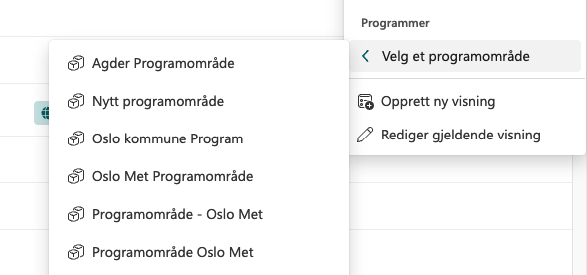 Programmer
Velg et programområde
Opprett ny visning
Rediger gjeldende visning
Agder Programområde
Nytt programområde
Oslo kommune Program
Oslo Met Programområde
Programområde - Oslo Met
Programområde Oslo Met